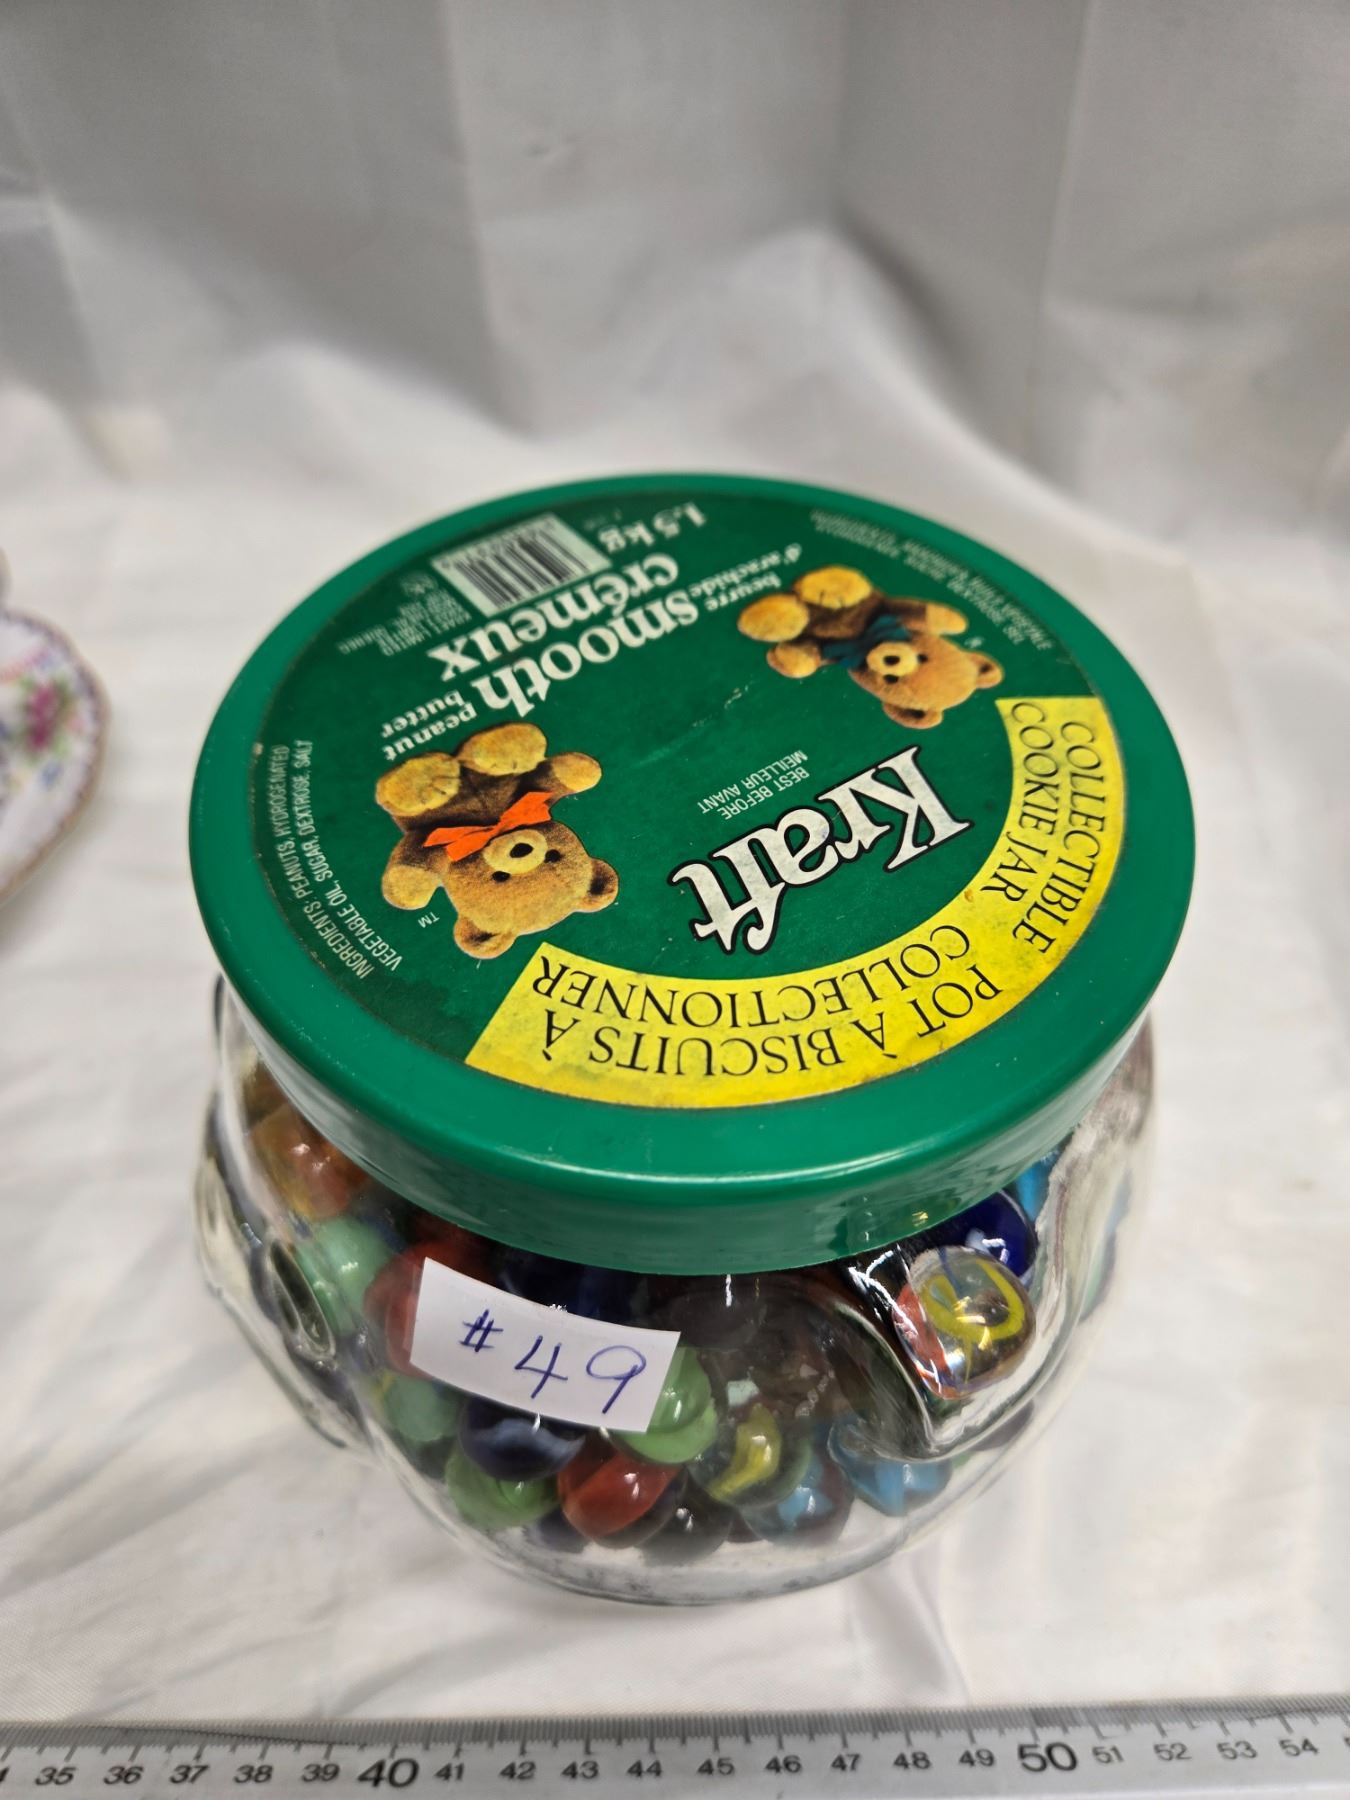 COLLECTIBLE
COOKIE JAR
POT À BISCUITS À
COLLECTIONNER
Kraft
BEST BEFORE
MEILLEUR AVANT
smooth peanut
butter
crémeux beurre
d'arachide
1.5 kg
INGREDIENTS: PEANUTS, HYDROGENATED
VEGETABLE OIL, SUGAR, DEXTROSE, SALT
TM
#49
35 36 37 38 39 40 41 42 43 44 45 46 47 48 49 50 51 52 53 54